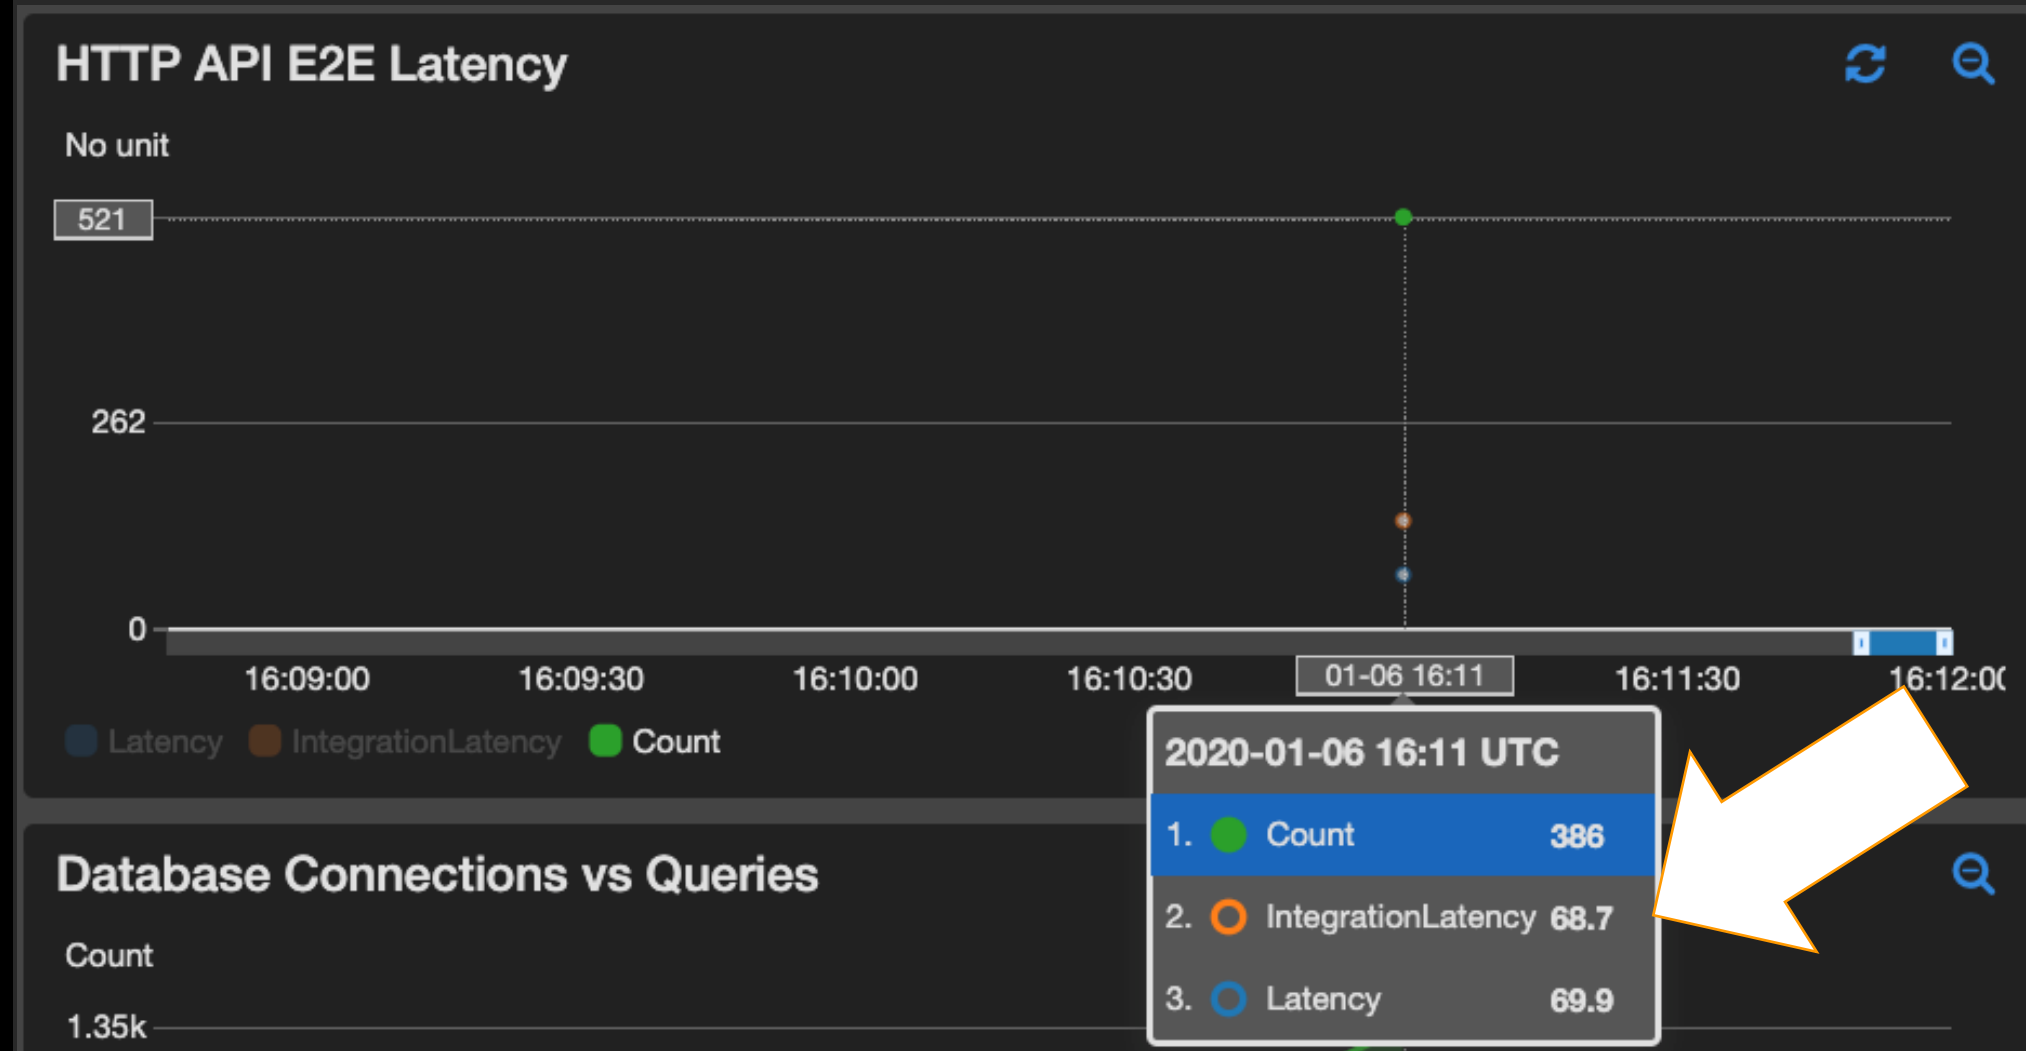 HTTP API E2E Latency
No unit
521
262
0
16:09:00 16:09:30 16:10:00 16:10:30 01-06 16:11 16:11:30 16:12:0
Latency IntegrationLatency Count
2020-01-06 16:11 UTC
1. Count 386
2. IntegrationLatency 68.7
3. Latency 69.9
Database Connections vs Queries
Count
1.35k